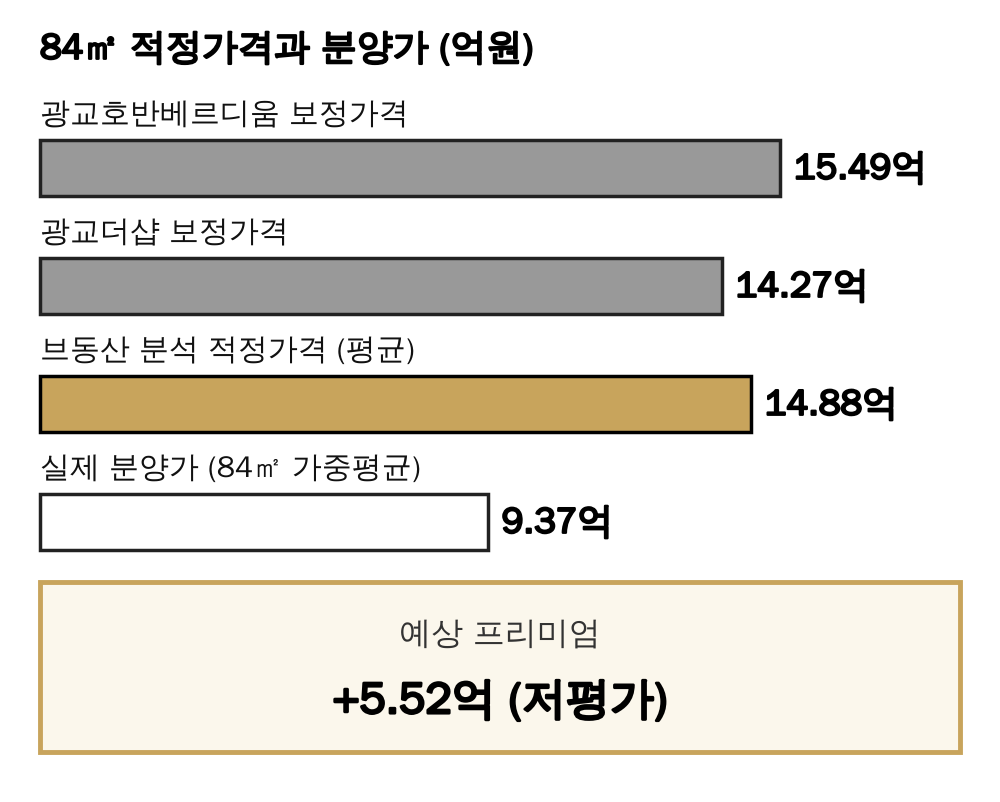 84㎡ 적정가격과 분양가 (억원)
광교호반베르디움 보정가격
15.49억
광교더샵 보정가격
14.27억
브동산 분석 적정가격 (평균)
14.88억
실제 분양가 (84㎡ 가중평균)
9.37억
예상 프리미엄
+5.52억 (저평가)